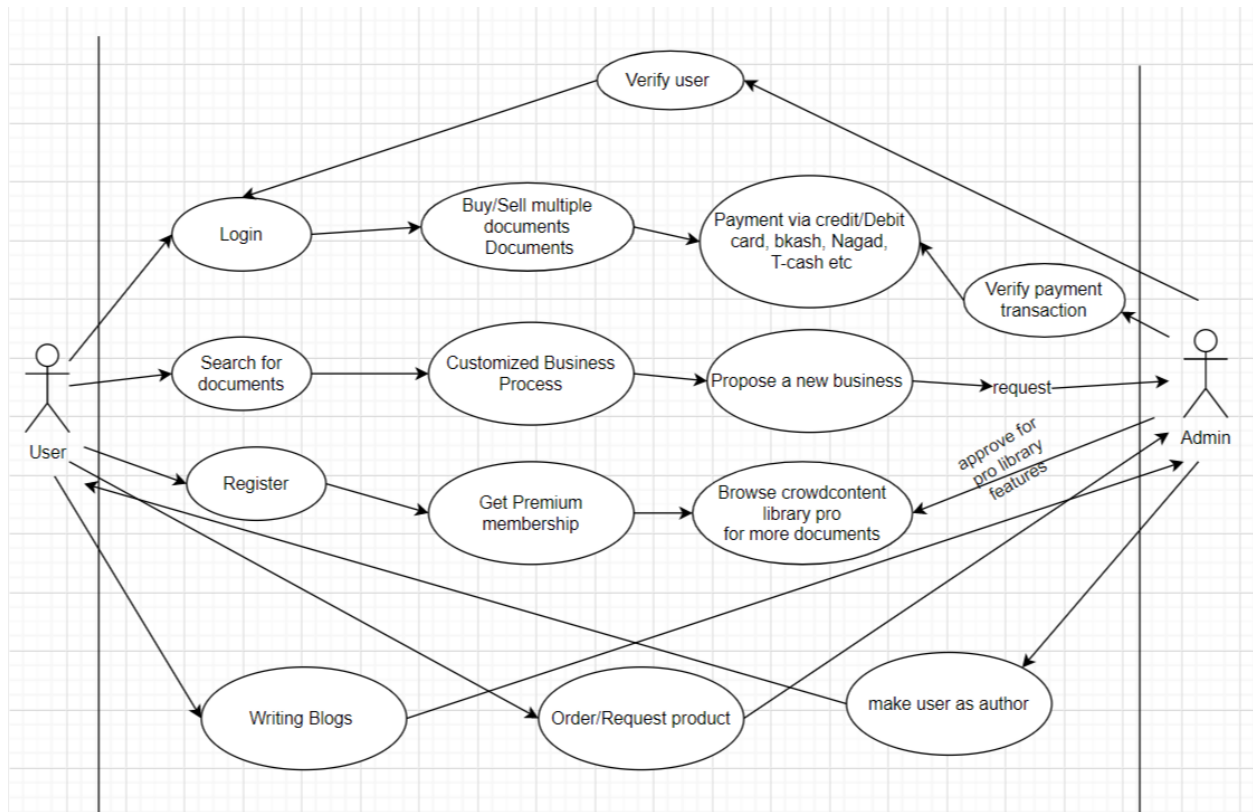 Verify user
Login
Buy/Sell multiple
documents
Documents
Payment via credit/Debit
card, bkash, Nagad,
T-cash etc
Verify payment
transaction
Search for
documents
Customized Business
Process
Propose a new business
request
User
Admin
approve for
pro library
features
Register
Get Premium
membership
Browse crowdcontent
library pro
for more documents
Writing Blogs
Order/Request product
make user as author